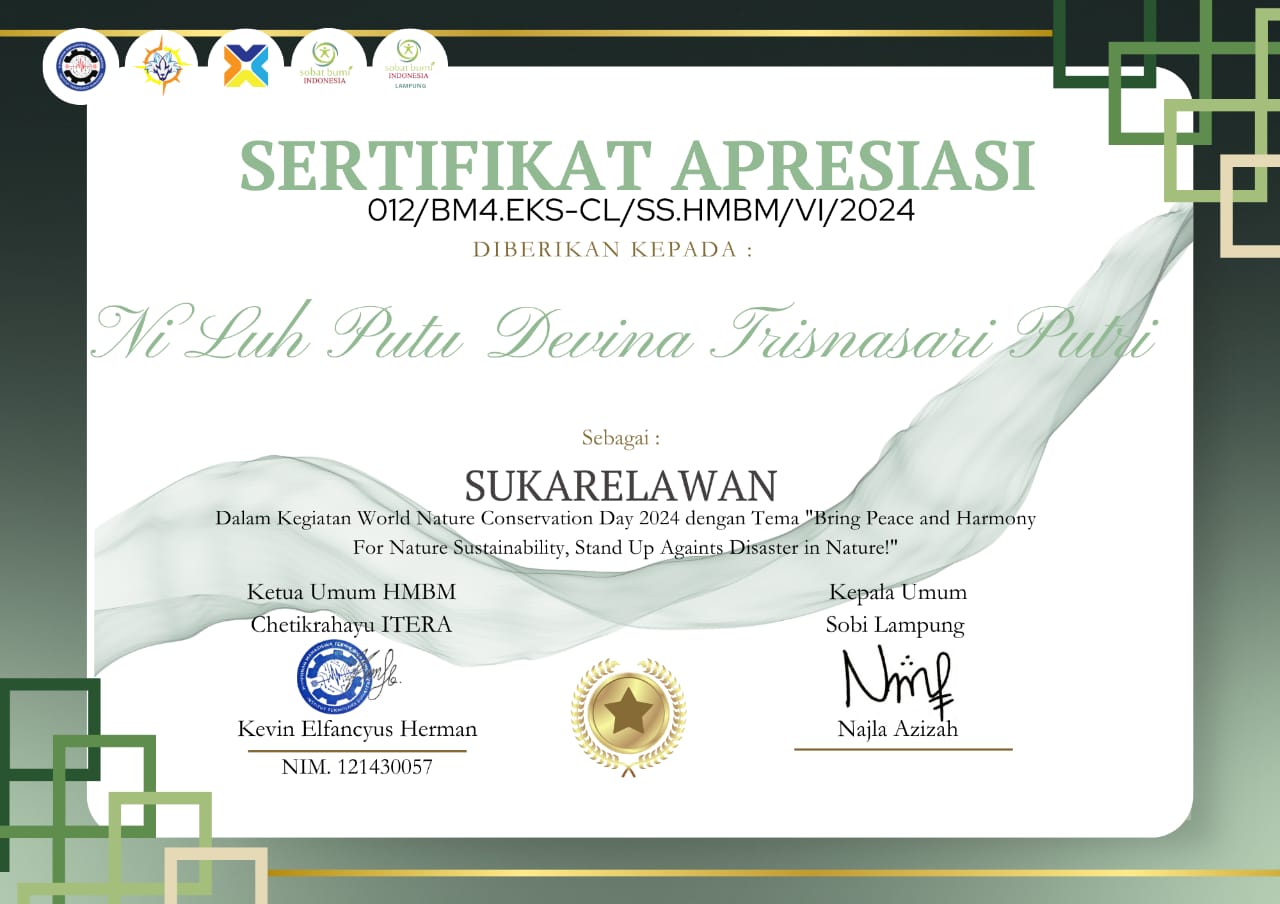 sobat bumi
INDONESIA
sobat bumi
INDONESIA
LAMPUNG
SERTIFIKAT APRESIASI
012/BM4.EKS-CL/SS.HMBM/VI/2024
DIBERIKAN KEPADA :
Ni Luh Putu Devina Trisnasari Putri
Sebagai :
SUKARELAWAN
Dalam Kegiatan World Nature Conservation Day 2024 dengan Tema "Bring Peace and Harmony
For Nature Sustainability, Stand Up Againts Disaster in Nature!"
Ketua Umum HMBM
Chetikrahayu ITERA
Kepala Umum
Sobi Lampung
Kevin Elfancyus Herman
NIM. 121430057
Najla Azizah